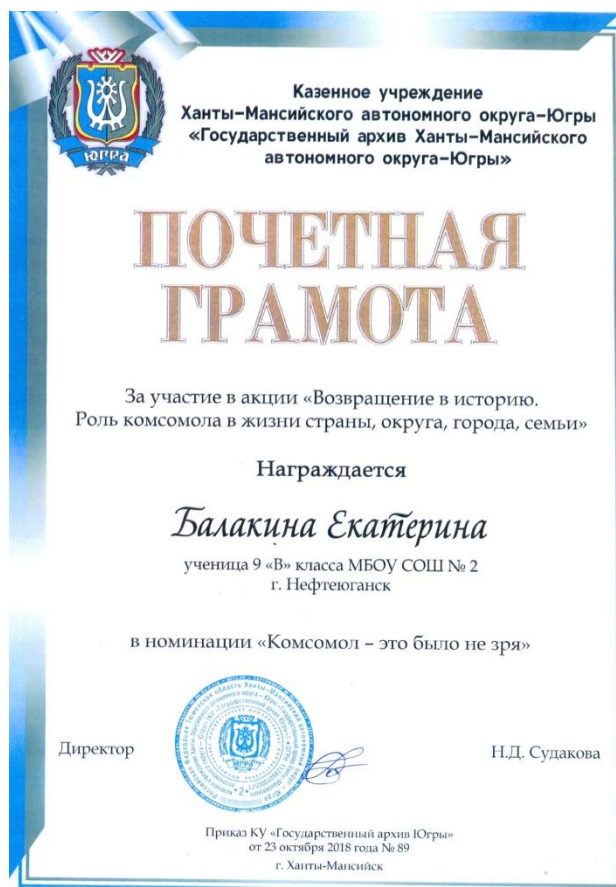 Казенное учреждение
Ханты-Мансийского автономного округа-Югры
«Государственный архив Ханты-Мансийского
автономного округа-Югры»
ЮГРА
ПОЧЕТНАЯ
ГРАМОТА
За участие в акции «Возвращение в историю.
Роль комсомола в жизни страны, округа, города, семьи»
Награждается
Балакина Екатерина
ученица 9 «В» класса МБОУ СОШ № 2
г. Нефтеюганск
в номинации «Комсомол – это было не зря»
Директор
Н.Д. Судакова
ЮГРА
Приказ КУ «Государственный архив Югры»
от 23 октября 2018 года № 89
г. Ханты-Мансийск